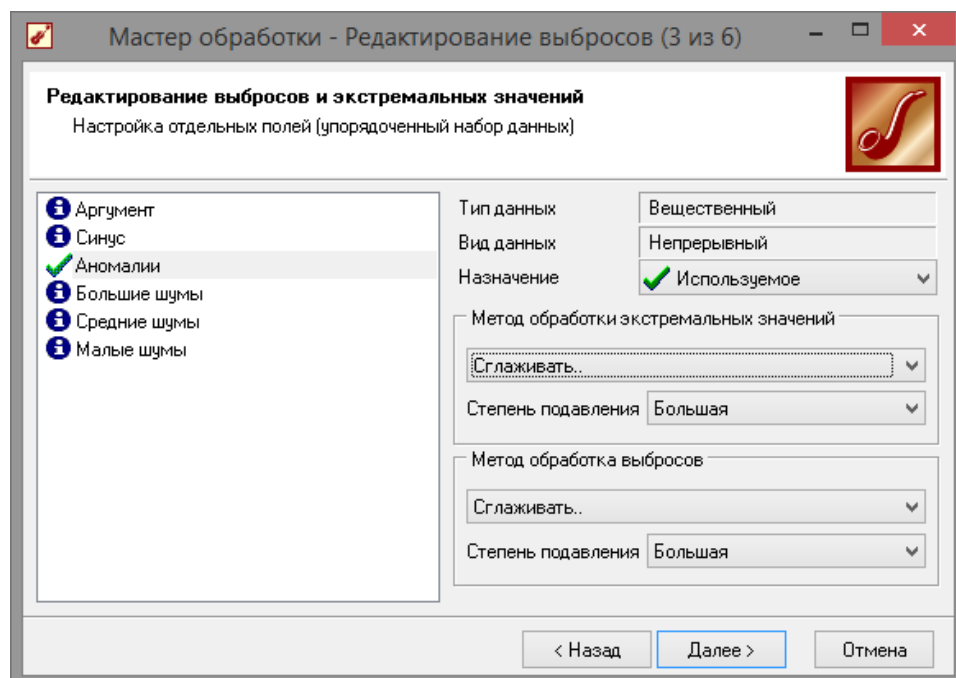 Мастер обработки - Редактирование выбросов (3 из 6)
Редактирование выбросов и экстремальных значений
Настройка отдельных полей (упорядоченный набор данных)
Аргумент
Синус
Аномалии
Большие шумы
Средние шумы
Малые шумы
Тип данных Вещественный
Вид данных Непрерывный
Назначение Используемое
Метод обработки экстремальных значений
Сглаживать..
Степень подавления Большая
Метод обработка выбросов
Сглаживать..
Степень подавления Большая
< Назад Далее > Отмена